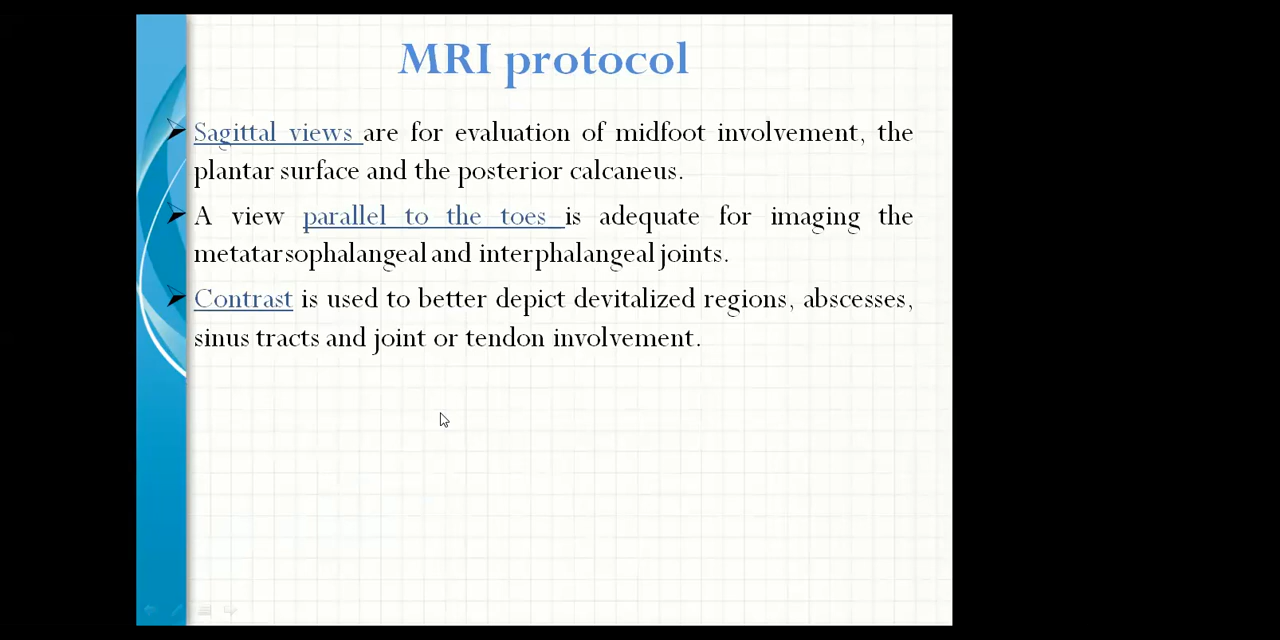 MRI protocol
Sagittal views are for evaluation of midfoot involvement, the
plantar surface and the posterior calcaneus.
A view parallel to the toes is adequate for imaging the
metatarsophalangeal and interphalangeal joints.
Contrast is used to better depict devitalized regions, abscesses,
sinus tracts and joint or tendon involvement.